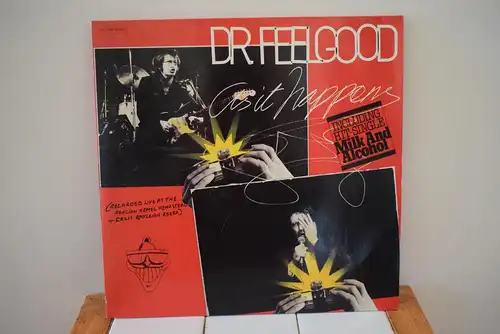 DR. FEELGOOD
as it happens
INCLUDING
HIT-SINGLE
Milk And
Alcohol
(RECORDED LIVE AT THE